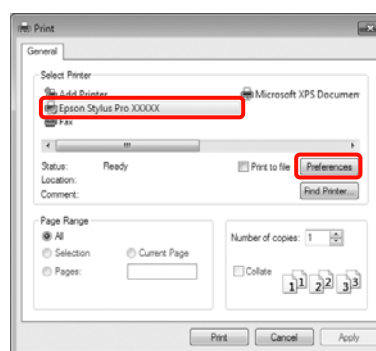 Print
General
Select Printer
Add Printer
Microsoft XPS Documen
Epson Stylus Pro XXXXX
Fax
Status: Ready
Print to file
Preferences
Location:
Comment:
Find Printer...
Page Range
All
Selection
Current Page
Pages:
Number of copies: 1
Collate
1 1 2 2 3 3
Print
Cancel
Apply